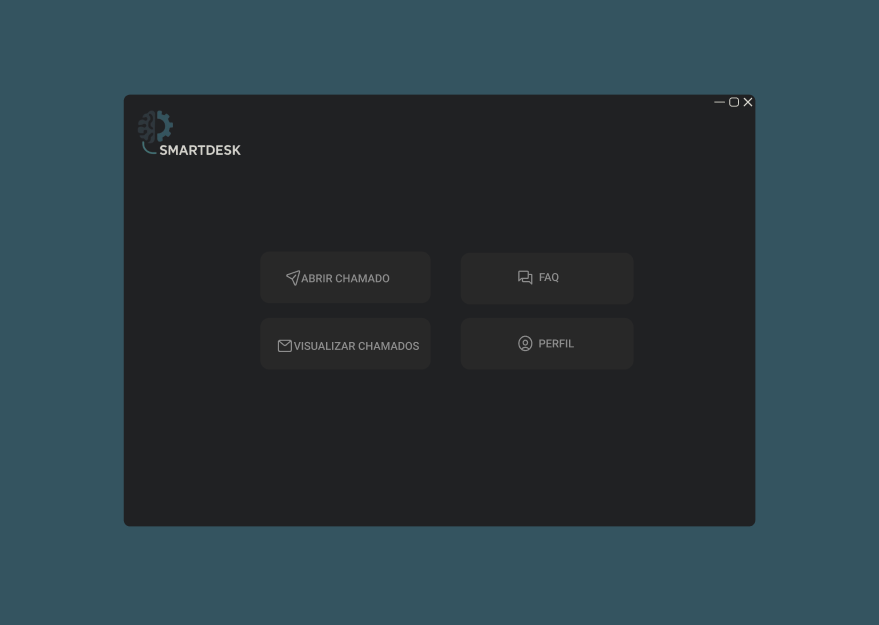 SMARTDESK
ABRIR CHAMADO
FAQ
VISUALIZAR CHAMADOS
PERFIL